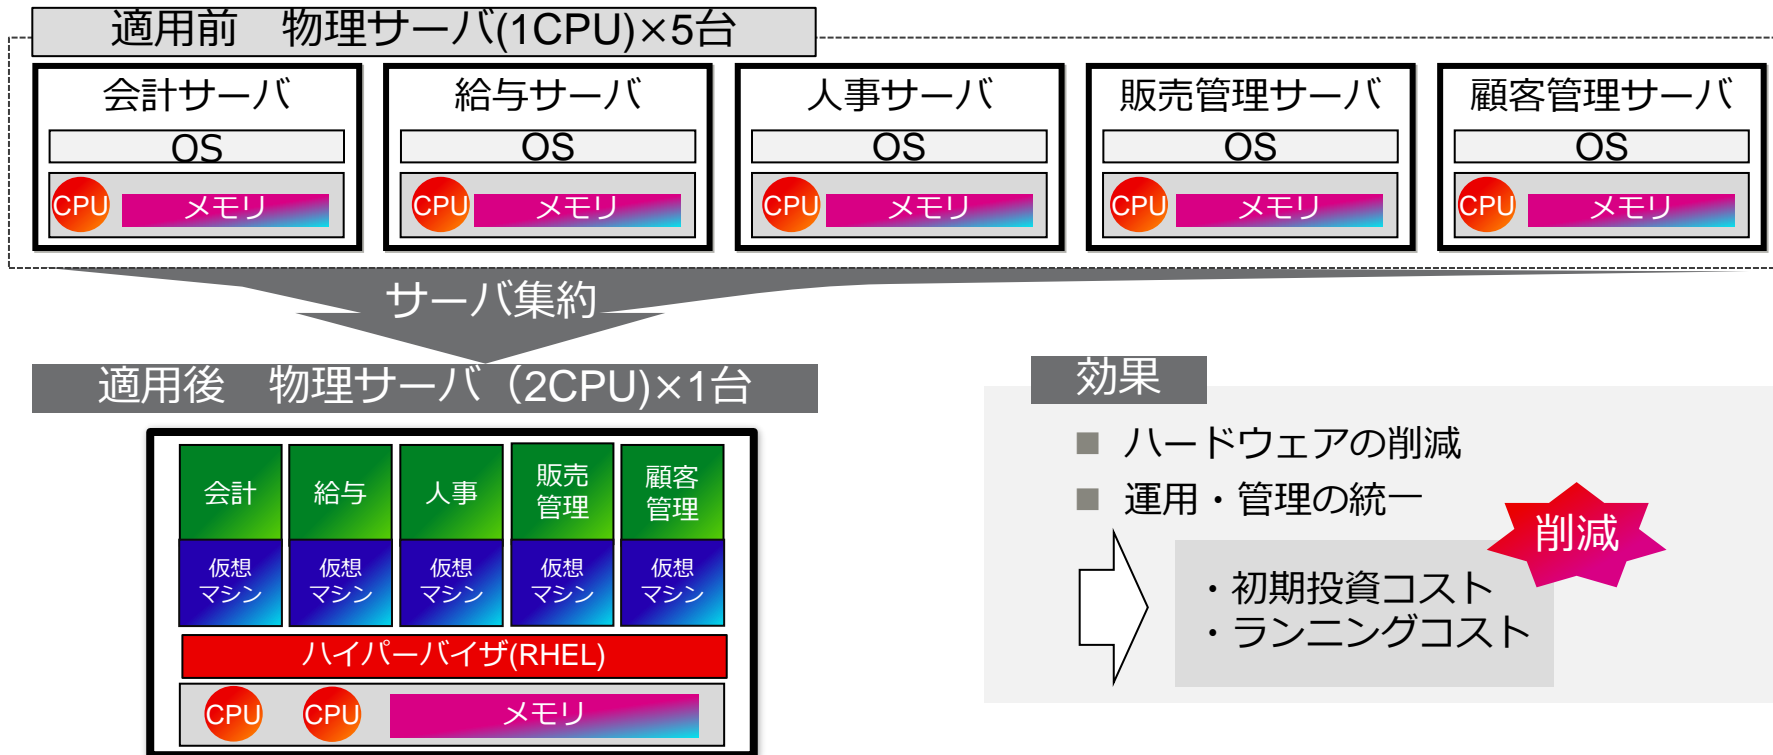 適用前　物理サーバ(1CPU)×5台
会計サーバ
OS
CPU
メモリ
給与サーバ
OS
CPU
メモリ
人事サーバ
OS
CPU
メモリ
販売管理サーバ
OS
CPU
メモリ
顧客管理サーバ
OS
CPU
メモリ
サーバ集約
適用後　物理サーバ（2CPU)×1台
会計
給与
人事
販売
管理
顧客
管理
仮想
マシン
仮想
マシン
仮想
マシン
仮想
マシン
仮想
マシン
ハイパーバイザ(RHEL)
CPU
CPU
メモリ
効果
■ ハードウェアの削減
■ 運用・管理の統一
削減
・初期投資コスト
・ランニングコスト